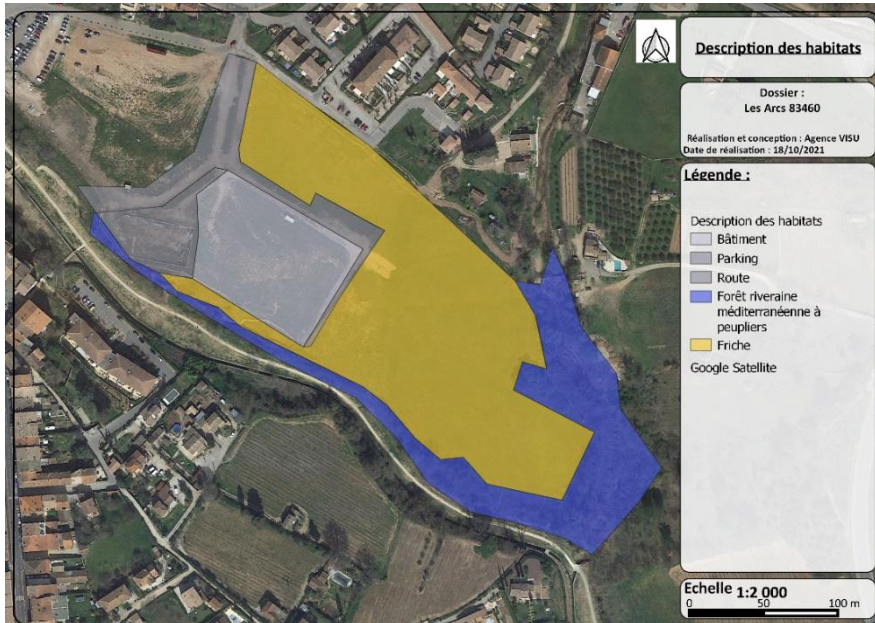 Description des habitats
Dossier :
Les Arcs 83460
Réalisation et conception : Agence VISU
Date de réalisation : 18/10/2021
Légende :
Description des habitats
Bâtiment
Parking
Route
Forêt riveraine
méditerranéenne à
peupliers
Friche
Google Satellite
Echelle 1:2 000
0 50 100 m